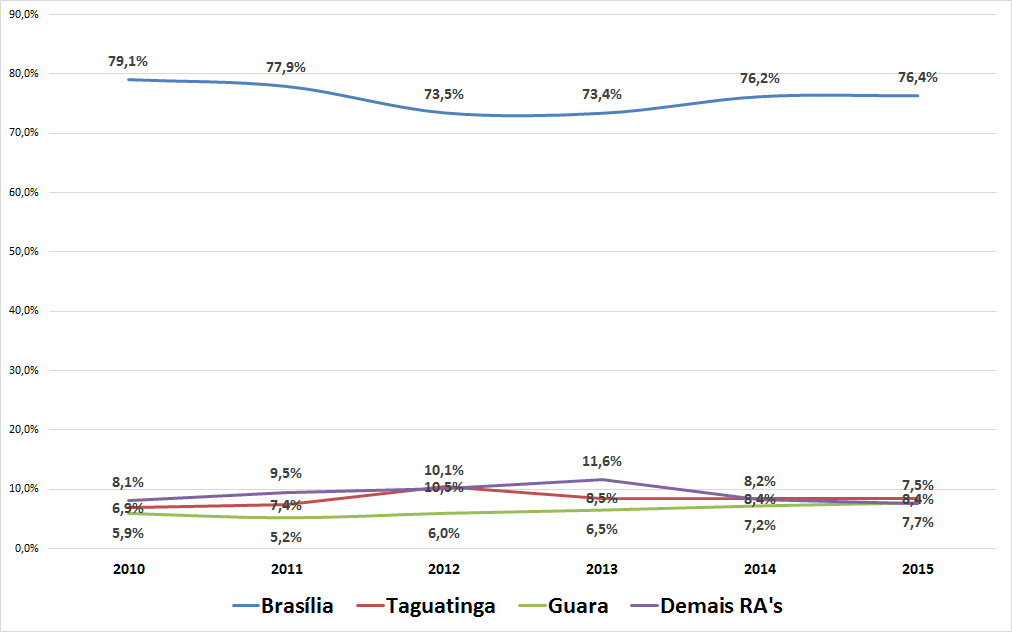 90,0%
80,0%
70,0%
60,0%
50,0%
40,0%
30,0%
20,0%
10,0%
0,0%
79,1% 77,9% 73,5% 73,4% 76,2% 76,4%
8,1% 9,5% 10,1% 11,6% 8,2% 7,5%
6,9% 7,4% 10,5% 8,5% 8,4% 8,4%
5,9% 5,2% 6,0% 6,5% 7,2% 7,7%
2010 2011 2012 2013 2014 2015
Brasília Taguatinga Guara Demais RA's